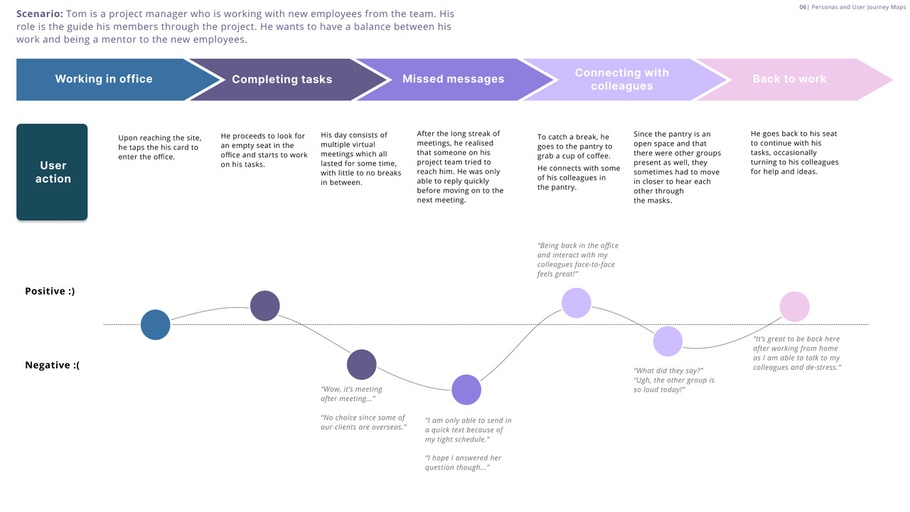 06| Personas and User Journey Maps
Scenario: Tom is a project manager who is working with new employees from the team. His
role is the guide his members through the project. He wants to have a balance between his
work and being a mentor to the new employees.
Working in office
Completing tasks
Missed messages
Connecting with
colleagues
Back to work
User
action
Upon reaching the site,
he taps the his card to
enter the office.
He proceeds to look for
an empty seat in the
office and starts to work
on his tasks.
His day consists of
multiple virtual
meetings which all
lasted for some time,
with little to no breaks
in between.
After the long streak of
meetings, he realised
that someone on his
project team tried to
reach him. He was only
able to reply quickly
before moving on to the
next meeting.
To catch a break, he
goes to the pantry to
grab a cup of coffee.
He connects with some
of his colleagues in
the pantry.
Since the pantry is an
open space and that
there were other groups
present as well, they
sometimes had to move
in closer to hear each
other through
the masks.
He goes back to his seat
to continue with his
tasks, occasionally
turning to his colleagues
for help and ideas.
"Being back in the office
and interact with my
colleagues face-to-face
feels great!"
Positive :)
Negative :(
"Wow, it's meeting
after meeting..."
"No choice since some of
our clients are overseas."
"I am only able to send in
a quick text because of
my tight schedule."
"I hope I answered her
question though..."
"What did they say?"
"Ugh, the other group is
so loud today!"
"It's great to be back here
after working from home
as I am able to talk to my
colleagues and de-stress."